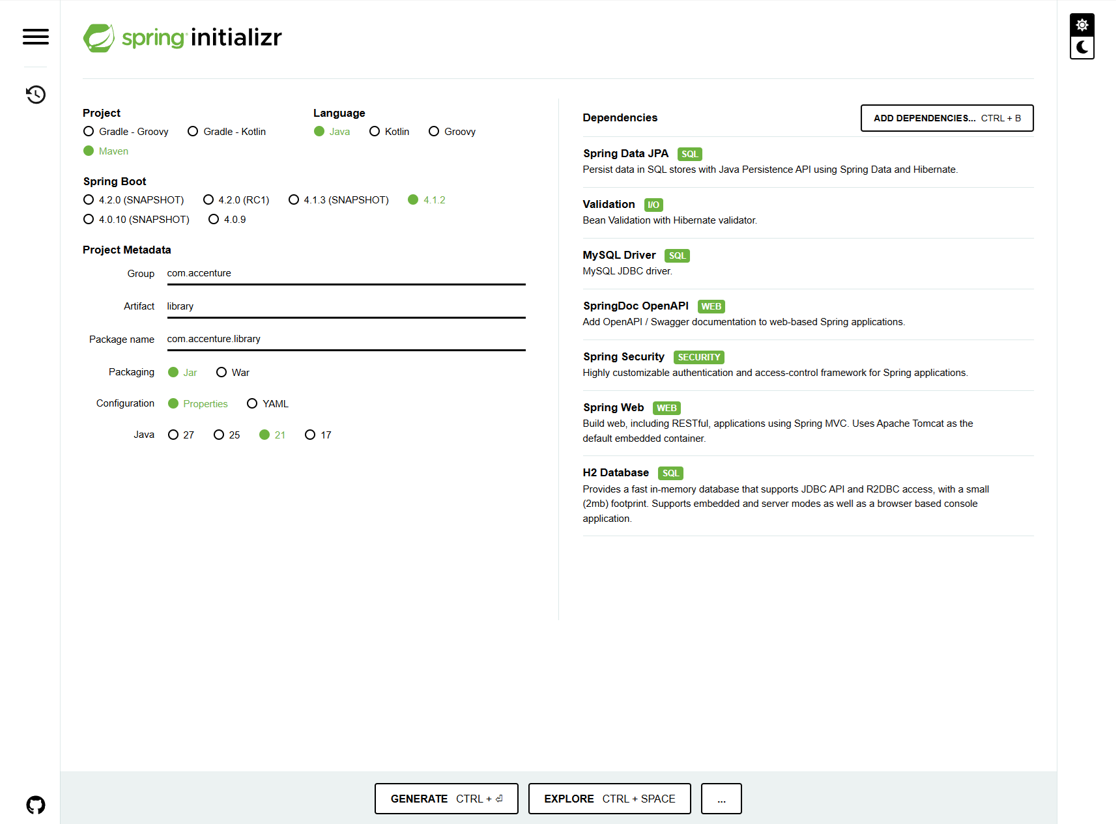 spring initializr
Project
Gradle - Groovy Gradle - Kotlin
Maven
Language
Java Kotlin Groovy
Spring Boot
4.2.0 (SNAPSHOT) 4.2.0 (RC1) 4.1.3 (SNAPSHOT) 4.1.2
4.0.10 (SNAPSHOT) 4.0.9
Project Metadata
Group com.accenture
Artifact library
Package name com.accenture.library
Packaging Jar War
Configuration Properties YAML
Java 27 25 21 17
Dependencies
ADD DEPENDENCIES... CTRL + B
Spring Data JPA SQL
Persist data in SQL stores with Java Persistence API using Spring Data and Hibernate.
Validation I/O
Bean Validation with Hibernate validator.
MySQL Driver SQL
MySQL JDBC driver.
SpringDoc OpenAPI WEB
Add OpenAPI / Swagger documentation to web-based Spring applications.
Spring Security SECURITY
Highly customizable authentication and access-control framework for Spring applications.
Spring Web WEB
Build web, including RESTful, applications using Spring MVC. Uses Apache Tomcat as the
default embedded container.
H2 Database SQL
Provides a fast in-memory database that supports JDBC API and R2DBC access, with a small
(2mb) footprint. Supports embedded and server modes as well as a browser based console
application.
GENERATE CTRL + ⏎
EXPLORE CTRL + SPACE
...